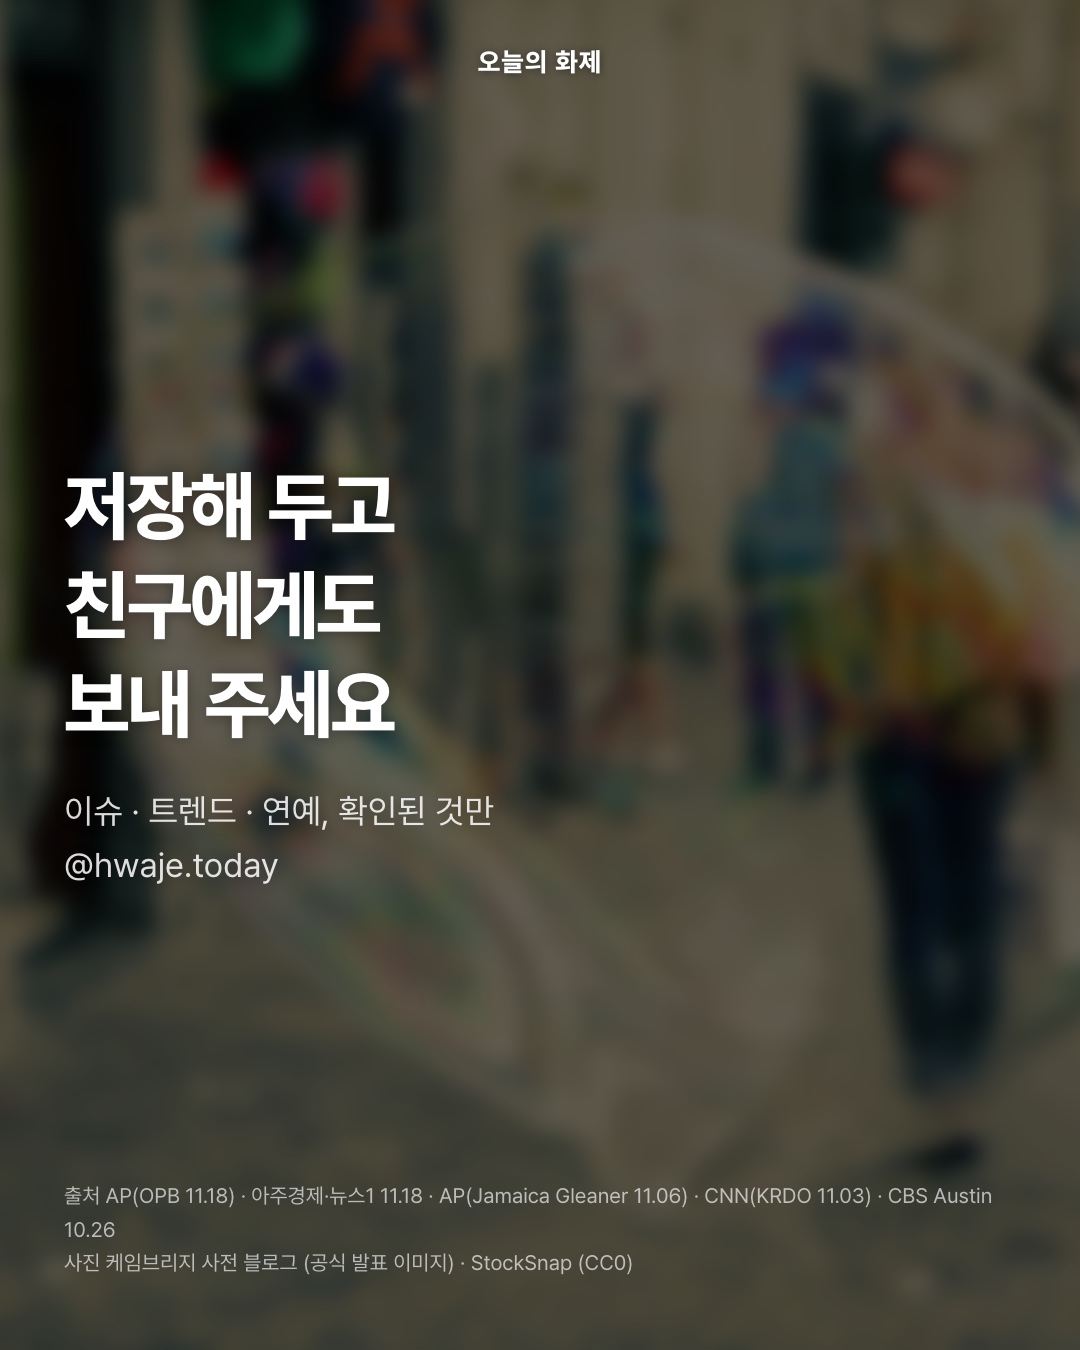 오늘의 화제
저장해 두고
친구에게도
보내 주세요
이슈 · 트렌드 · 연예, 확인된 것만
@hwaje.today
출처 AP(OPB 11.18) · 아주경제·뉴스1 11.18 · AP(Jamaica Gleaner 11.06) · CNN(KRDO 11.03) · CBS Austin
10.26
사진 케임브리지 사전 블로그 (공식 발표 이미지) · StockSnap (CC0)